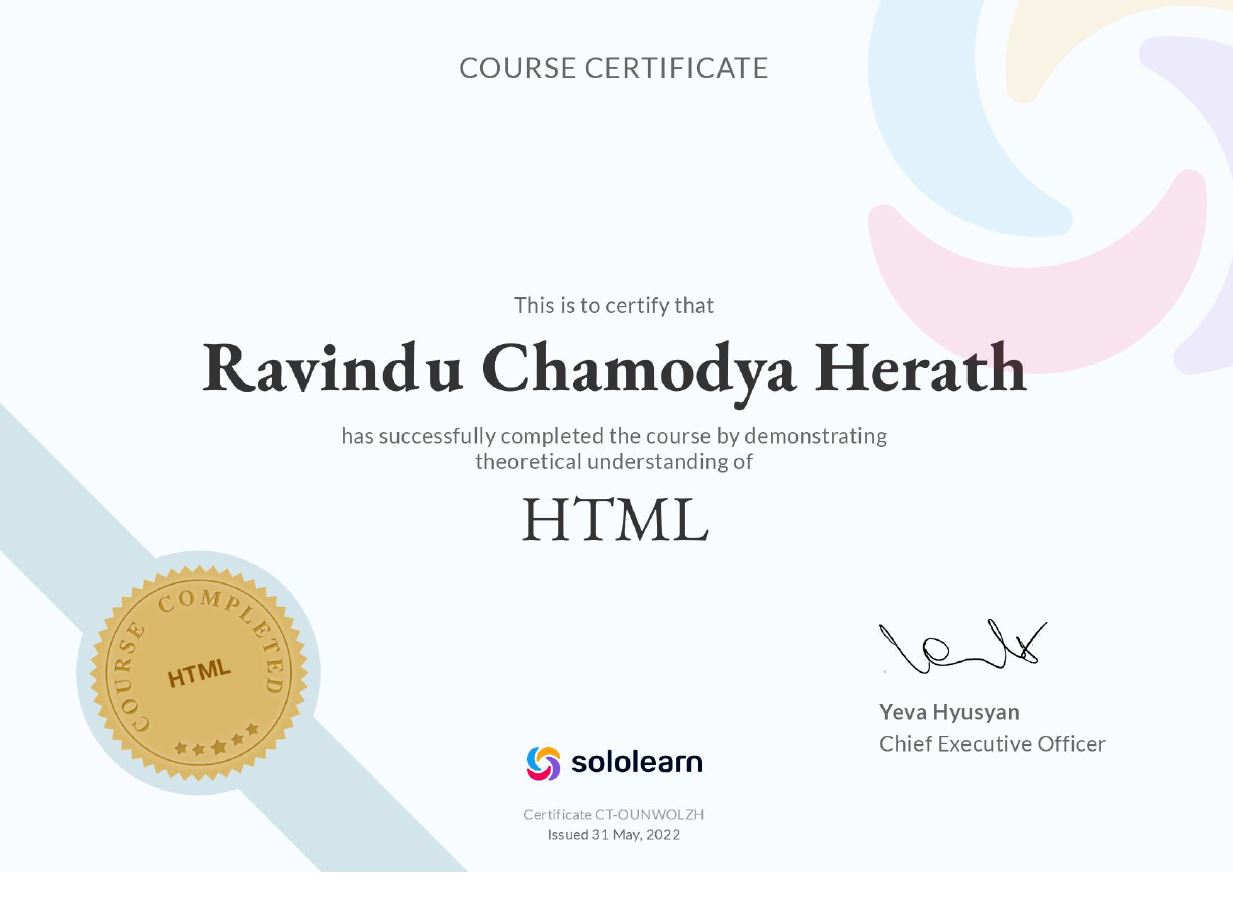 COURSE CERTIFICATE
This is to certify that
Ravindu Chamodya Herath
has successfully completed the course by demonstrating
theoretical understanding of
HTML
COURSE COMPLETED
HTML
Yeva Hyusyan
Chief Executive Officer
sololearn
Certificate CT-OUNWOLZH
Issued 31 May, 2022